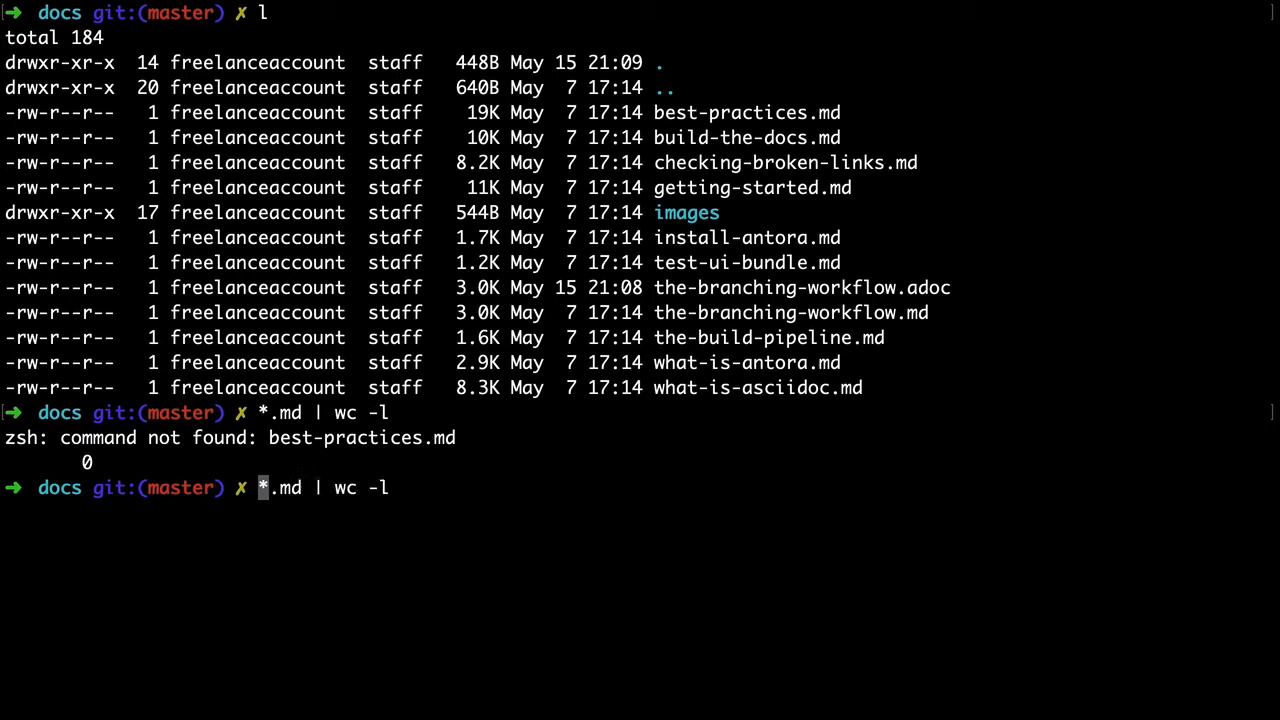 ➜  docs git:(master) ✗ l
total 184
drwxr-xr-x  14 freelanceaccount  staff   448B May 15 21:09 .
drwxr-xr-x  20 freelanceaccount  staff   640B May  7 17:14 ..
-rw-r--r--   1 freelanceaccount  staff    19K May  7 17:14 best-practices.md
-rw-r--r--   1 freelanceaccount  staff    10K May  7 17:14 build-the-docs.md
-rw-r--r--   1 freelanceaccount  staff   8.2K May  7 17:14 checking-broken-links.md
-rw-r--r--   1 freelanceaccount  staff    11K May  7 17:14 getting-started.md
drwxr-xr-x  17 freelanceaccount  staff   544B May  7 17:14 images
-rw-r--r--   1 freelanceaccount  staff   1.7K May  7 17:14 install-antora.md
-rw-r--r--   1 freelanceaccount  staff   1.2K May  7 17:14 test-ui-bundle.md
-rw-r--r--   1 freelanceaccount  staff   3.0K May 15 21:08 the-branching-workflow.adoc
-rw-r--r--   1 freelanceaccount  staff   3.0K May  7 17:14 the-branching-workflow.md
-rw-r--r--   1 freelanceaccount  staff   1.6K May  7 17:14 the-build-pipeline.md
-rw-r--r--   1 freelanceaccount  staff   2.9K May  7 17:14 what-is-antora.md
-rw-r--r--   1 freelanceaccount  staff   8.3K May  7 17:14 what-is-asciidoc.md
➜  docs git:(master) ✗ *.md | wc -l
zsh: command not found: best-practices.md
       0
➜  docs git:(master) ✗ *.md | wc -l